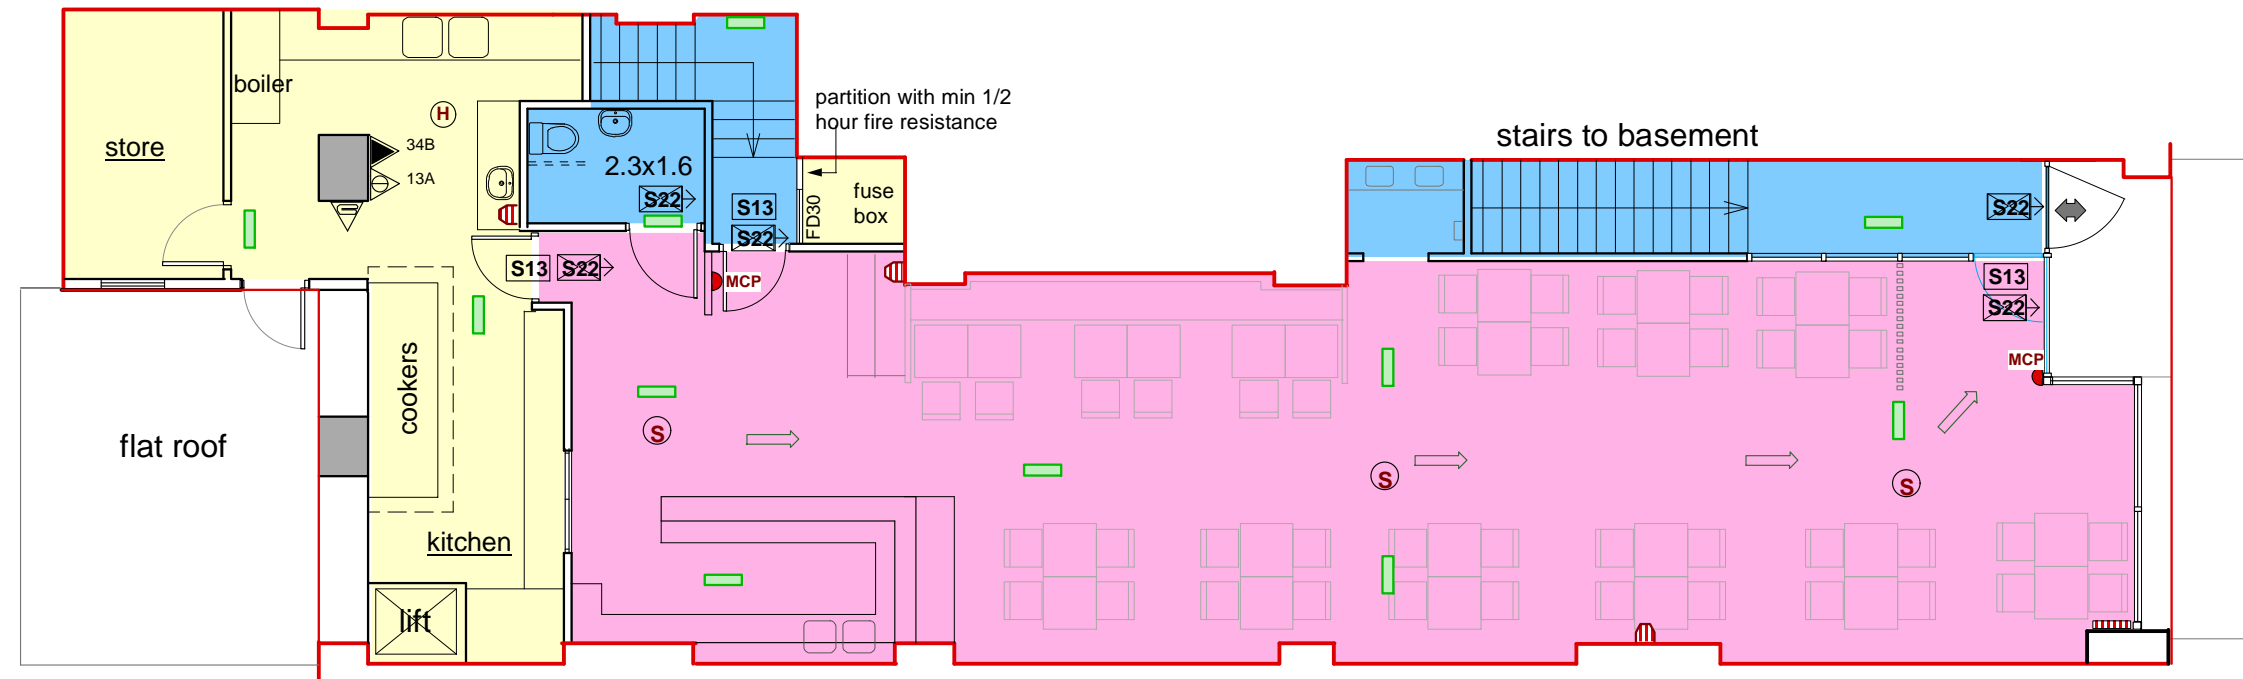 boiler
store
H
34B
13A
partition with min 1/2
hour fire resistance
2.3x1.6
S22
S13
S22
FD30
fuse
box
stairs to basement
S22
S13
S22
MCP
S13
S22
MCP
cookers
flat roof
S
S
S
kitchen
lift